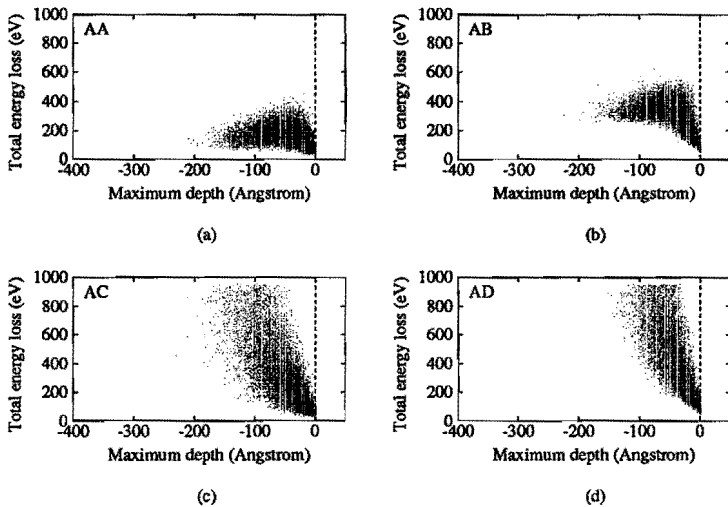 AA
Total energy loss (eV)
1000
800
600
400
200
0
-400 -300 -200 -100 0
Maximum depth (Angstrom)
(a)
AB
Total energy loss (eV)
1000
800
600
400
200
0
-400 -300 -200 -100 0
Maximum depth (Angstrom)
(b)
AC
Total energy loss (eV)
1000
800
600
400
200
0
-400 -300 -200 -100 0
Maximum depth (Angstrom)
(c)
AD
Total energy loss (eV)
1000
800
600
400
200
0
-400 -300 -200 -100 0
Maximum depth (Angstrom)
(d)